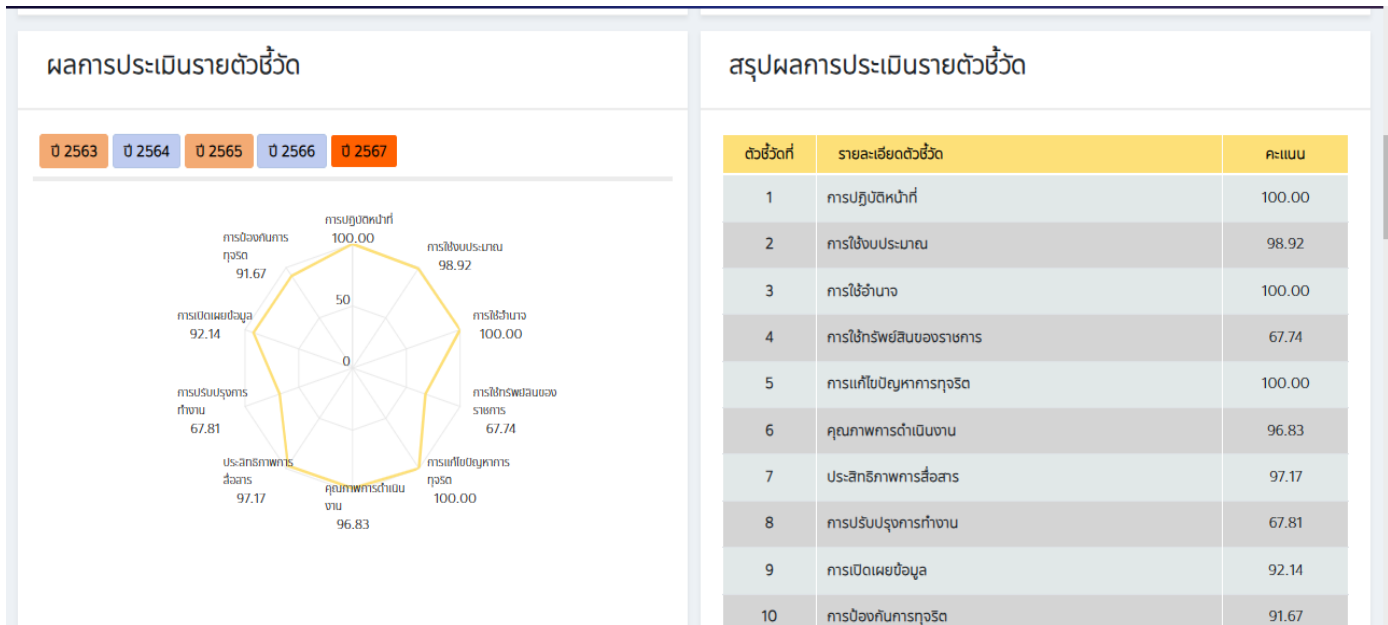 ผลการประเมินรายตัวชี้วัด
ปี 2563 ปี 2564 ปี 2565 ปี 2566 ปี 2567
การปฏิบัติหน้าที่
100.00
การใช้งบประมาณ
98.92
การใช้อำนาจ
100.00
การใช้ทรัพย์สินของ
ราชการ
67.74
การแก้ไขปัญหาการ
ทุจริต
100.00
คุณภาพการดำเนิน
งาน
96.83
ประสิทธิภาพการ
สื่อสาร
97.17
การปรับปรุงการ
ทำงาน
67.81
การเปิดเผยข้อมูล
92.14
การป้องกันการ
ทุจริต
91.67
50
0
สรุปผลการประเมินรายตัวชี้วัด
ตัวชี้วัดที่ รายละเอียดตัวชี้วัด คะแนน
1 การปฏิบัติหน้าที่ 100.00
2 การใช้งบประมาณ 98.92
3 การใช้อำนาจ 100.00
4 การใช้ทรัพย์สินของราชการ 67.74
5 การแก้ไขปัญหาการทุจริต 100.00
6 คุณภาพการดำเนินงาน 96.83
7 ประสิทธิภาพการสื่อสาร 97.17
8 การปรับปรุงการทำงาน 67.81
9 การเปิดเผยข้อมูล 92.14
10 การป้องกันการทุจริต 91.67